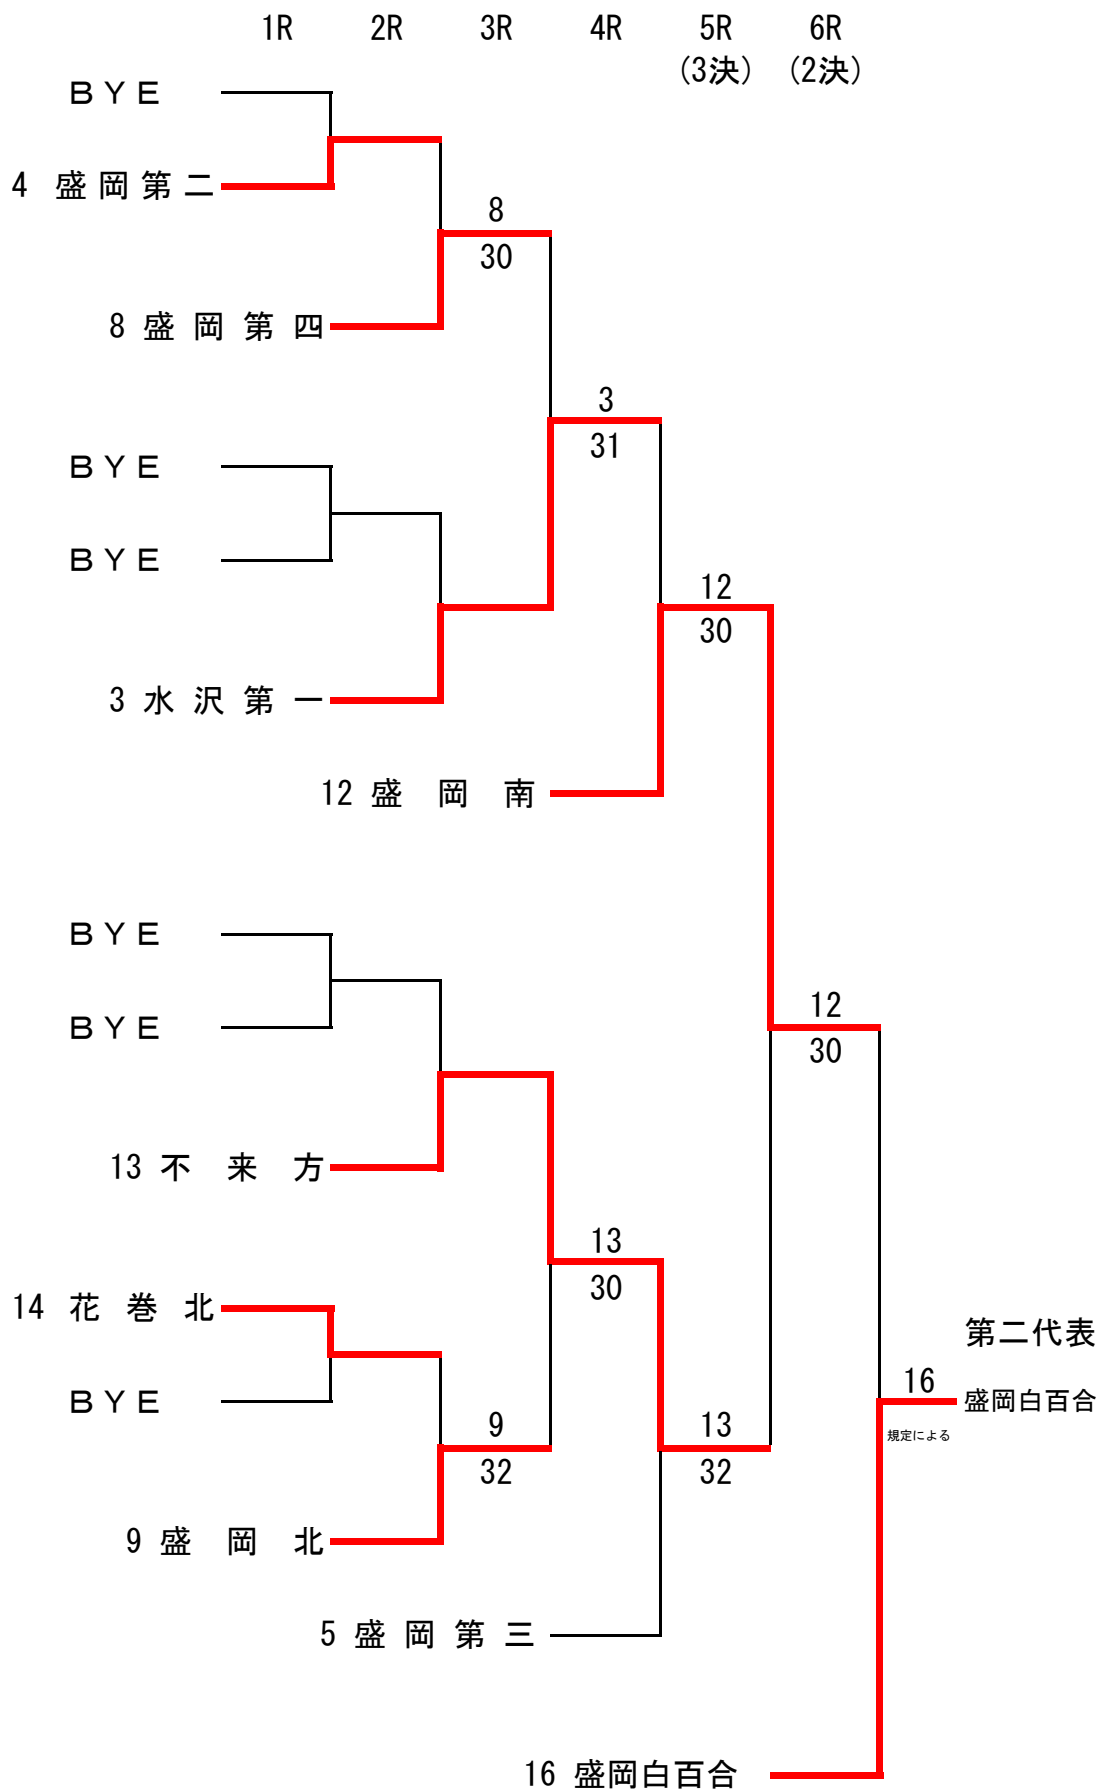 1R 2R 3R 4R 5R 6R
(3決) (2決)
BYE
4 盛岡第二
8
30
8 盛岡第四
3
31
BYE
BYE
12
30
3 水沢第一
12 盛岡南
BYE
12
BYE
30
13 不来方
13
30
14 花巻北
第二代表
16
盛岡白百合
BYE
9
13
規定による
32
32
9 盛岡北
5 盛岡第三
16 盛岡白百合